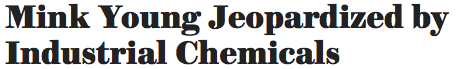 Mink Young Jeopardized by
Industrial Chemicals